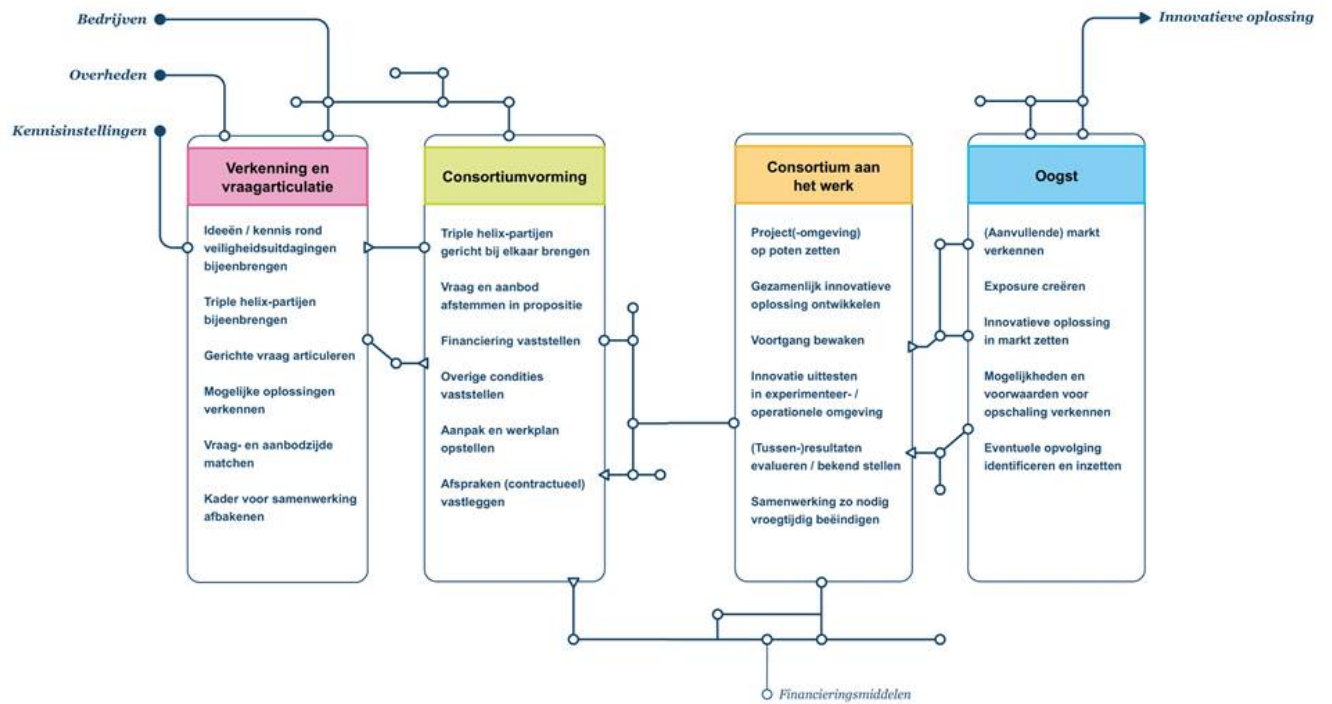 Bedrijven
Innovatieve oplossing
Overheden
Kennisinstellingen
Verkenning en
vraagarticulatie
Ideeën / kennis rond
veiligheidsuitdagingen
bijeenbrengen
Triple helix-partijen
bijeenbrengen
Gerichte vraag articuleren
Mogelijke oplossingen
verkennen
Vraag- en aanbodzijde
matchen
Kader voor samenwerking
afbakenen
Consortiumvorming
Triple helix-partijen
gericht bij elkaar brengen
Vraag en aanbod
afstemmen in propositie
Financiering vaststellen
Overige condities
vaststellen
Aanpak en werkplan
opstellen
Afspraken (contractueel)
vastleggen
Consortium aan
het werk
Project(-omgeving)
op poten zetten
Gezamenlijk innovatieve
oplossing ontwikkelen
Voortgang bewaken
Innovatie uittesten
in experimenteer- /
operationele omgeving
(Tussen-)resultaten
evalueren / bekend stellen
Samenwerking zo nodig
vroegtijdig beëindigen
Oogst
(Aanvullende) markt
verkennen
Exposure creëren
Innovatieve oplossing
in markt zetten
Mogelijkheden en
voorwaarden voor
opschaling verkennen
Eventuele opvolging
identificeren en inzetten
Financieringsmiddelen